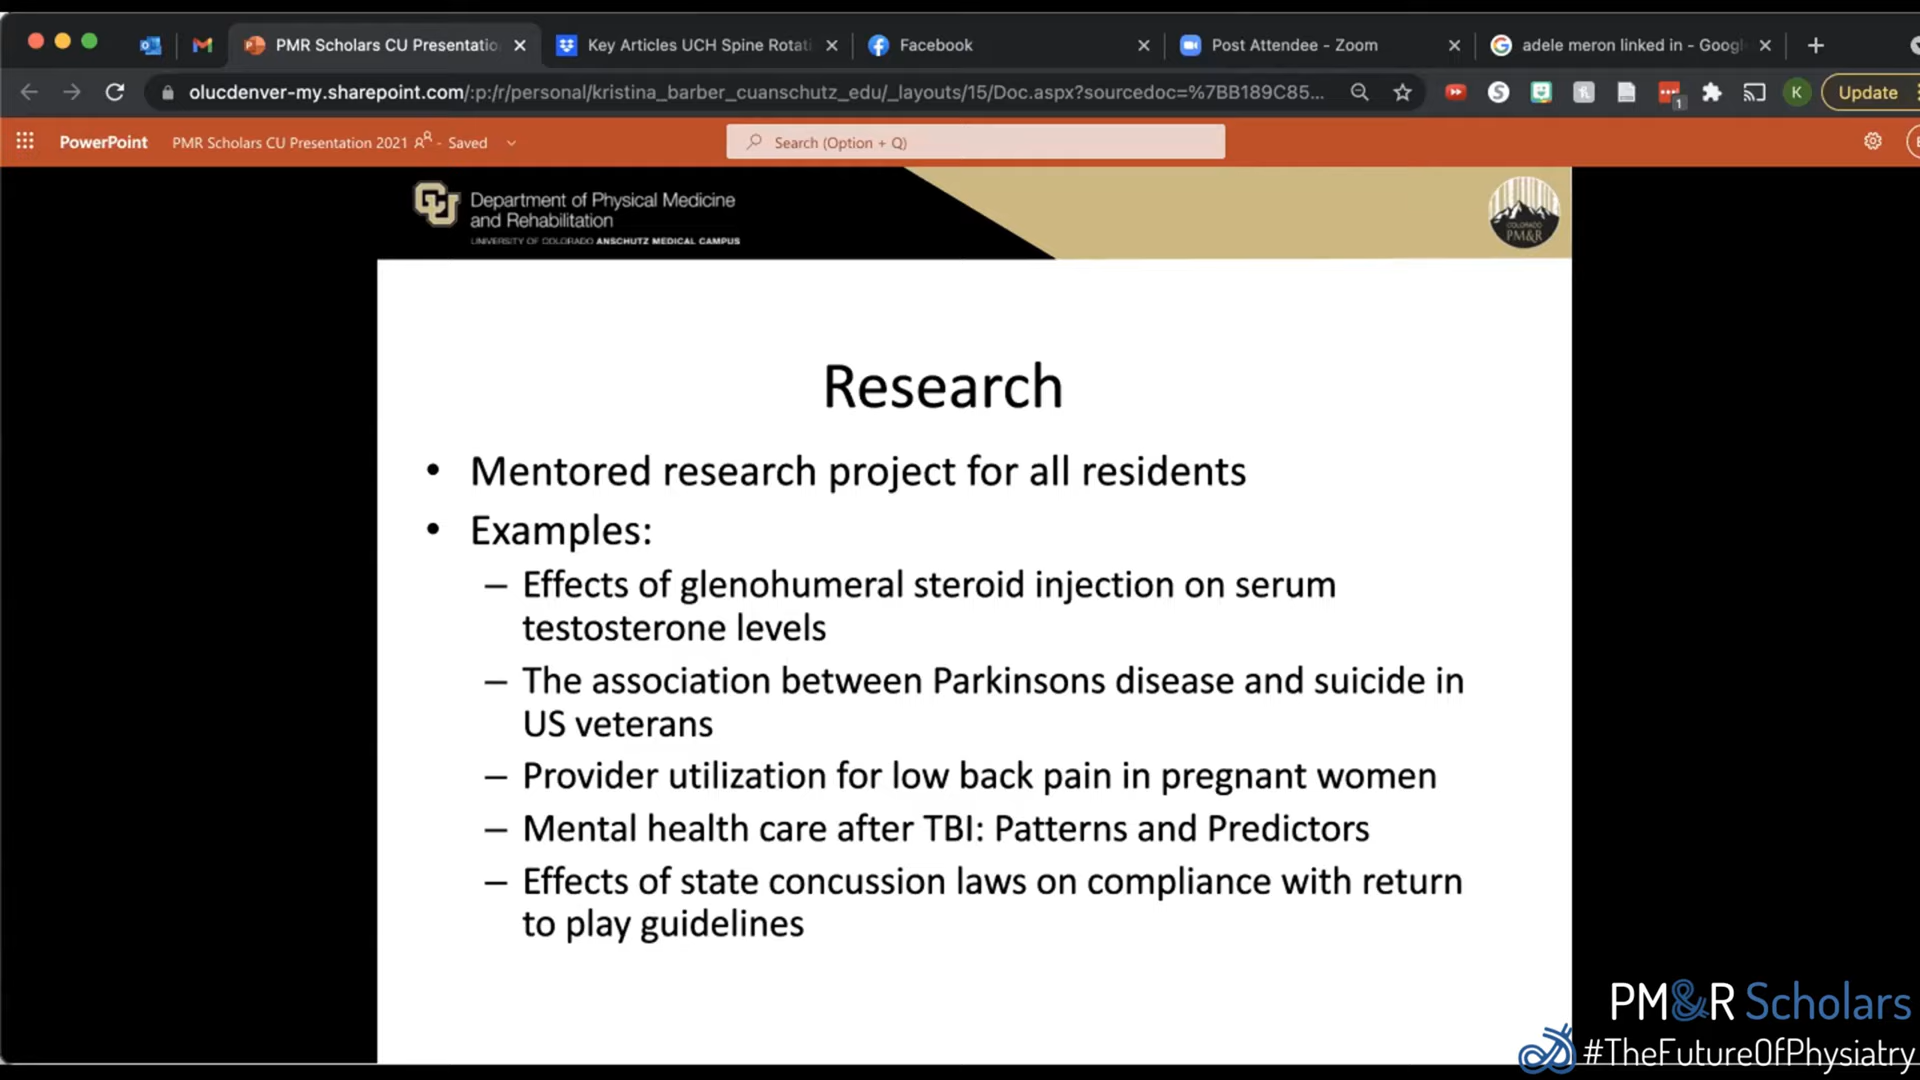 PMR Scholars CU Presentatio
Key Articles UCH Spine Rotati
Facebook
Post Attendee - Zoom
adele meron linked in - Googl
olucdenver-my.sharepoint.com/:p:/r/personal/kristina_barber_cuanschutz_edu/_layouts/15/Doc.aspx?sourcedoc=%7BB189C85...
1
K
Update
PowerPoint
PMR Scholars CU Presentation 2021 - Saved
Search (Option + Q)
CU
Department of Physical Medicine
and Rehabilitation
UNIVERSITY OF COLORADO ANSCHUTZ MEDICAL CAMPUS
COLORADO
PM&R
Research
• Mentored research project for all residents
• Examples:
– Effects of glenohumeral steroid injection on serum
testosterone levels
– The association between Parkinsons disease and suicide in
US veterans
– Provider utilization for low back pain in pregnant women
– Mental health care after TBI: Patterns and Predictors
– Effects of state concussion laws on compliance with return
to play guidelines
PM&R Scholars
#TheFutureOfPhysiatry